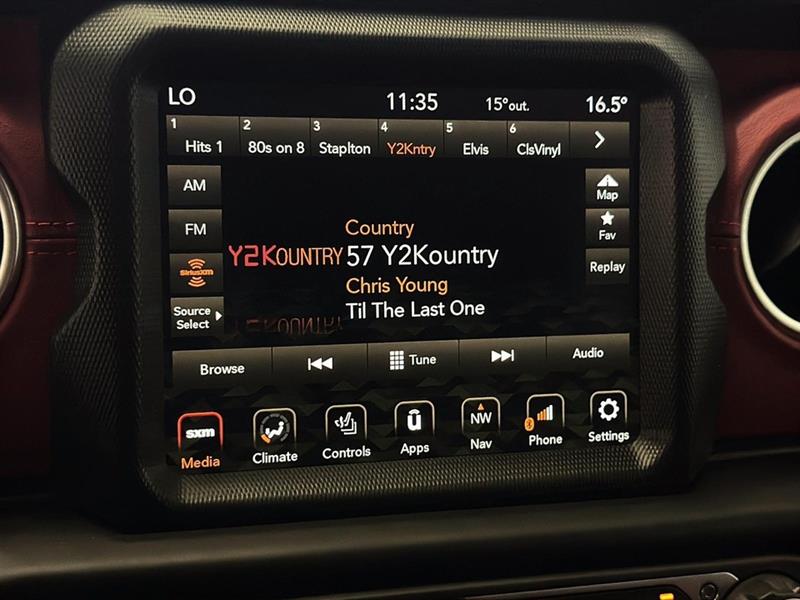 LO 11:35 15°out. 16.5°
1 Hits 1 2 80s on 8 3 Staplton 4 Y2Kntry 5 Elvis 6 ClsVinyl
AM
Map
FM
Fav
SiriusXM
Replay
Source Select
Country
Y2KOUNTRY 57 Y2Kountry
Chris Young
Til The Last One
Y2KOUNTRY
Browse Tune Audio
sxm NW
Media Climate Controls Apps Nav Phone Settings